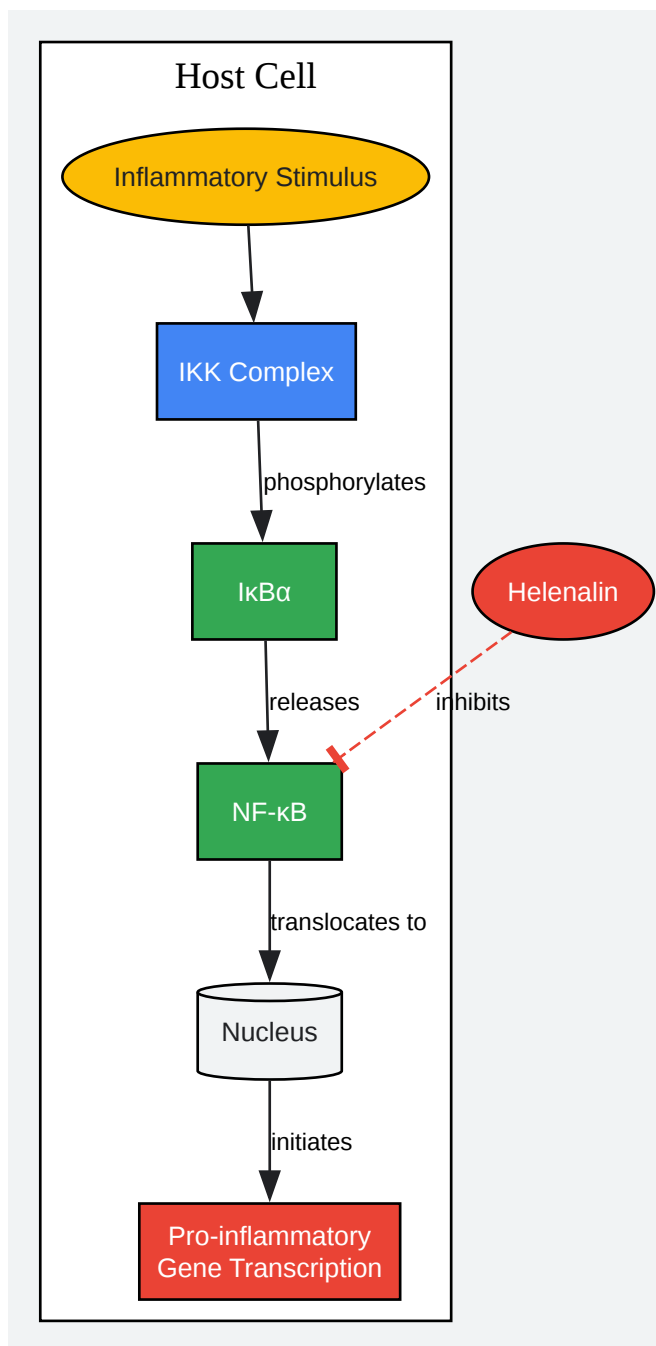 Host Cell
Inflammatory Stimulus
IKK Complex
phosphorylates
IκBα
Helenalin
releases
inhibits
NF-κB
translocates to
Nucleus
initiates
Pro-inflammatory
Gene Transcription